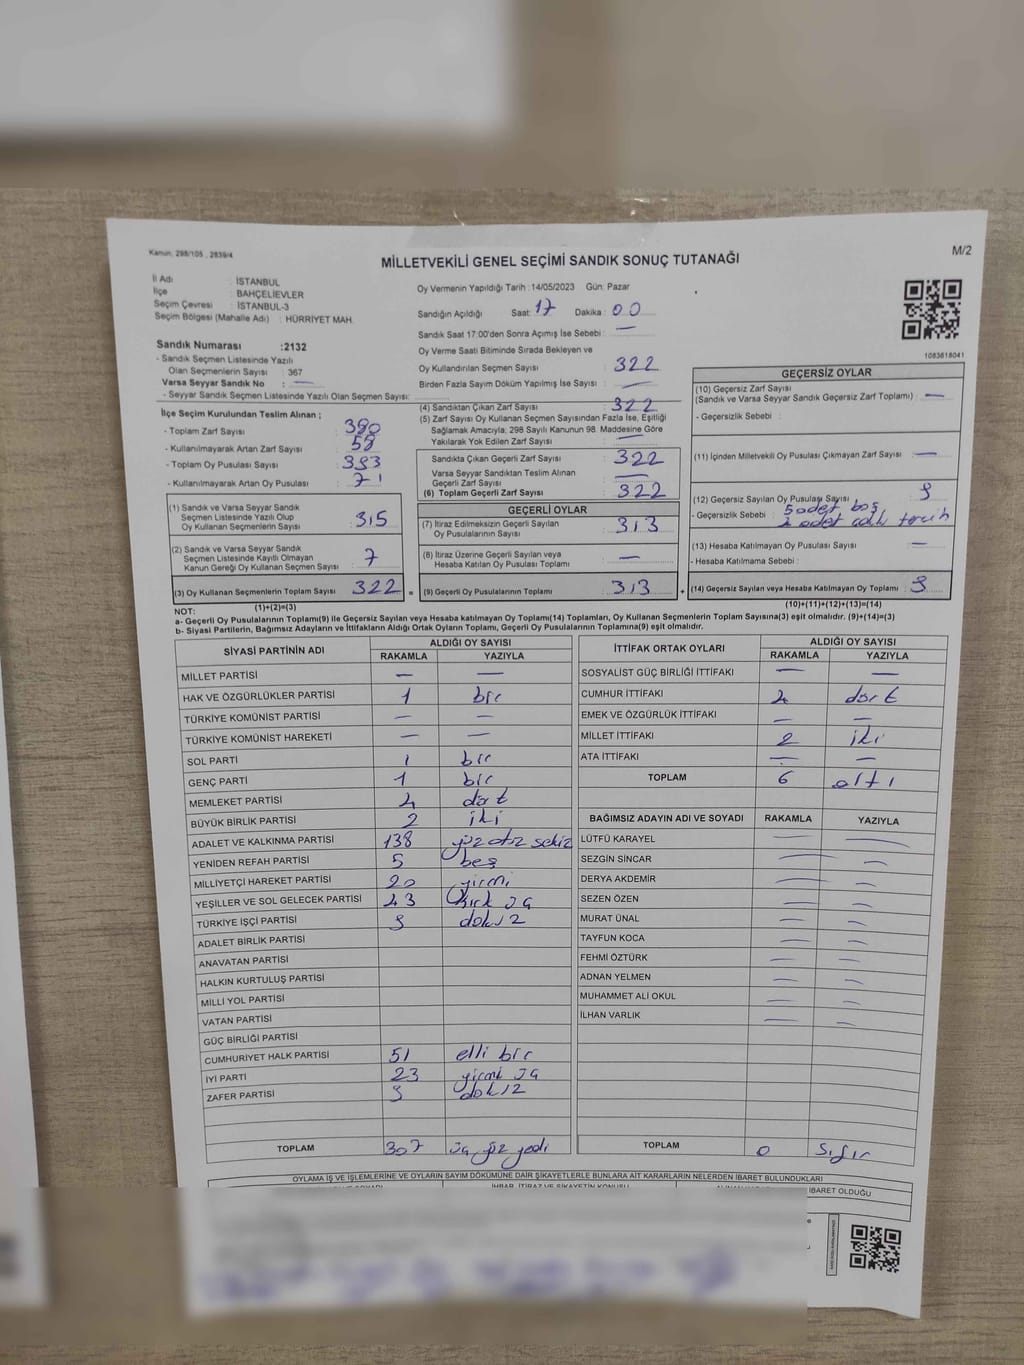 Kanun, 298/105 , 2839/4
M/2
MİLLETVEKİLİ GENEL SEÇİMİ SANDIK SONUÇ TUTANAĞI
İl Adı : İSTANBUL
İlçe : BAHÇELİEVLER
Seçim Çevresi : İSTANBUL-3
Seçim Bölgesi (Mahalle Adı) : HÜRRİYET MAH.
Oy Vermenin Yapıldığı Tarih :14/05/2023 Gün: Pazar
Sandığın Açıldığı Saat: 17 Dakika : 00
Sandık Saat 17:00'den Sonra Açımış İse Sebebi : —
Oy Verme Saati Bitiminde Sırada Bekleyen ve
Oy Kullandırılan Seçmen Sayısı : 322
Birden Fazla Sayım Döküm Yapılmış İse Sayısı : —
1083618041
Sandık Numarası :2132
- Sandık Seçmen Listesinde Yazılı
Olan Seçmenlerin Sayısı : 367
Varsa Seyyar Sandık No : —
- Seyyar Sandık Seçmen Listesinde Yazılı Olan Seçmen Sayısı:
İlçe Seçim Kurulundan Teslim Alınan ;
- Toplam Zarf Sayısı : 380
- Kullanılmayarak Artan Zarf Sayısı : 58
- Toplam Oy Pusulası Sayısı : 393
- Kullanılmayarak Artan Oy Pusulası : 71
(1) Sandık ve Varsa Seyyar Sandık
Seçmen Listesinde Yazılı Olup
Oy Kullanan Seçmenlerin Sayısı : 315
(2) Sandık ve Varsa Seyyar Sandık
Seçmen Listesinde Kayıtlı Olmayan
Kanun Gereği Oy Kullanan Seçmen Sayısı : 7
(3) Oy Kullanan Seçmenlerin Toplam Sayısı : 322 =
(1)+(2)=(3)
(4) Sandıktan Çıkan Zarf Sayısı : 322
(5) Zarf Sayısı Oy Kullanan Seçmen Sayısından Fazla İse, Eşitliği
Sağlamak Amacıyla; 298 Sayılı Kanunun 98. Maddesine Göre
Yakılarak Yok Edilen Zarf Sayısı : —
Sandıkta Çıkan Geçerli Zarf Sayısı : 322
Varsa Seyyar Sandıktan Teslim Alınan
Geçerli Zarf Sayısı : —
(6) Toplam Geçerli Zarf Sayısı : 322
GEÇERLİ OYLAR
(7) İtiraz Edilmeksizin Geçerli Sayılan
Oy Pusulası Toplamı : 313
(8) İtiraz Üzerine Geçerli Sayılan veya
Hesaba Katılan Oy Pusulası Toplamı : —
(9) Geçerli Oy Pusulalarının Toplamı : 313 +
GEÇERSİZ OYLAR
(10) Geçersiz Zarf Sayısı
(Sandık ve Varsa Seyyar Sandık Geçersiz Zarf Toplamı) : —
- Geçersizlik Sebebi :
(11) İçinden Milletvekili Oy Pusulası Çıkmayan Zarf Sayısı : —
(12) Geçersiz Sayılan Oy Pusulası Sayısı : 9
- Geçersizlik Sebebi : 5 adet boş
adet tercih
(13) Hesaba Katılmayan Oy Pusulası Sayısı : —
- Hesaba Katılmama Sebebi :
(14) Geçersiz Sayılan veya Hesaba Katılmayan Oy Toplamı : 9
(10)+(11)+(12)+(13)=(14)
NOT:
a- Geçerli Oy Pusulalarının Toplamı(9) ile Geçersiz Sayılan veya Hesaba katılmayan Oy Toplamı(14) Toplamları, Oy Kullanan Seçmenlerin Toplam Sayısına(3) eşit olmalıdır. (9)+(14)=(3)
b- Siyasi Partilerin, Bağımsız Adayların ve İttifakların Aldığı Ortak Oyların Toplamı, Geçerli Oy Pusulalarının Toplamına(9) eşit olmalıdır.
SİYASİ PARTİNİN ADI ALDIĞI OY SAYISI
RAKAMLA YAZIYLA
MİLLET PARTİSİ — —
HAK VE ÖZGÜRLÜKLER PARTİSİ 1 bir
TÜRKİYE KOMÜNİST PARTİSİ — —
TÜRKİYE KOMÜNİST HAREKETİ — —
SOL PARTİ 1 bir
GENÇ PARTİ 1 bir
MEMLEKET PARTİSİ 4 dört
BÜYÜK BİRLİK PARTİSİ 2 iki
ADALET VE KALKINMA PARTİSİ 138 yüz otuz sekiz
YENİDEN REFAH PARTİSİ 5 beş
MİLLİYETÇİ HAREKET PARTİSİ 20 yirmi
YEŞİLLER VE SOL GELECEK PARTİSİ 43 kırk üç
TÜRKİYE İŞÇİ PARTİSİ 9 dokuz
ADALET BİRLİK PARTİSİ
ANAVATAN PARTİSİ
HALKIN KURTULUŞ PARTİSİ
MİLLİ YOL PARTİSİ
VATAN PARTİSİ
GÜÇ BİRLİĞİ PARTİSİ
CUMHURİYET HALK PARTİSİ 51 elli bir
İYİ PARTİ 23 yirmi üç
ZAFER PARTİSİ 9 dokuz
TOPLAM 307 üç yüz yedi
İTTİFAK ORTAK OYLARI ALDIĞI OY SAYISI
RAKAMLA YAZIYLA
SOSYALİST GÜÇ BİRLİĞİ İTTİFAKI — —
CUMHUR İTTİFAKI 4 dört
EMEK VE ÖZGÜRLÜK İTTİFAKI — —
MİLLET İTTİFAKI 2 iki
ATA İTTİFAKI — —
TOPLAM 6 altı
BAĞIMSIZ ADAYIN ADI VE SOYADI RAKAMLA YAZIYLA
LÜTFÜ KARAYEL — —
SEZGİN SİNCAR — —
DERYA AKDEMİR — —
SEZEN ÖZEN — —
MURAT ÜNAL — —
TAYFUN KOCA — —
FEHMİ ÖZTÜRK — —
ADNAN YELMEN — —
MUHAMMET ALİ OKUL — —
İLHAN VARLIK — —
TOPLAM 0 sıfır
OYLAMA İŞ VE İŞLEMLERİNE VE OYLARIN SAYIM DÖKÜMÜNE DAİR ŞİKAYETLERLE BUNLARA AİT KARARLARIN NELERDEN İBARET BULUNDUKLARI
İHBAR, İTİRAZ VE ŞİKAYETİN KONUSU
İBARET OLDUĞU